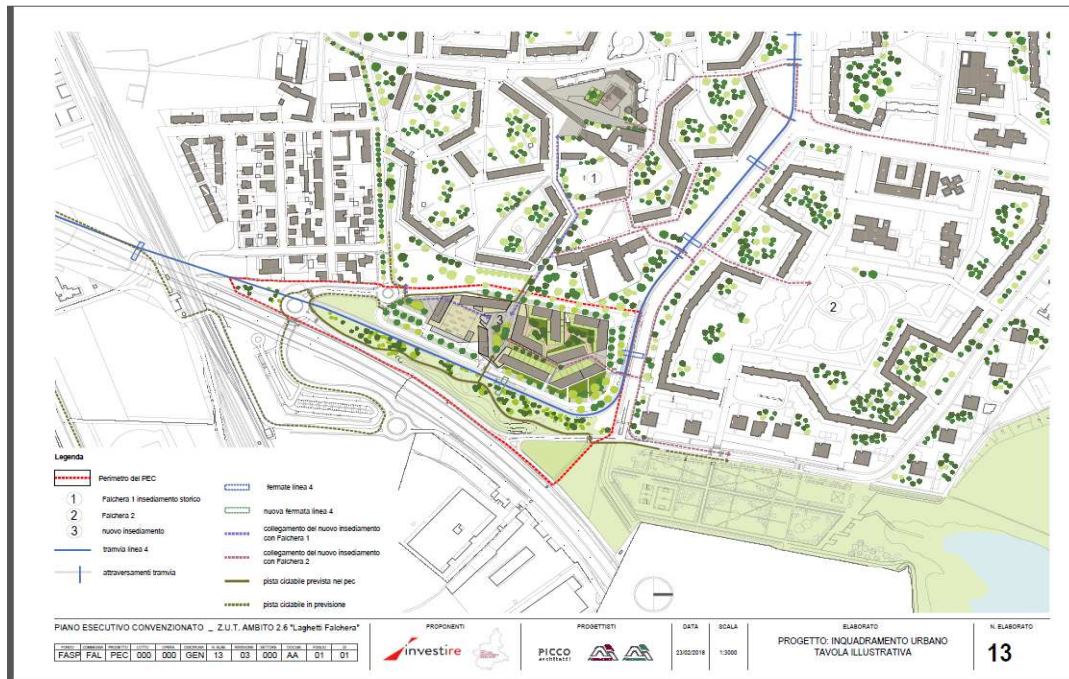 1
2
3
Legenda
Perimetro del PEC
1 Falchera 1 insediamento storico
2 Falchera 2
3 nuovo insediamento
tramvia linea 4
attraversamenti tramvia
fermate linea 4
nuova fermata linea 4
collegamento del nuovo insediamento
con Falchera 1
collegamento del nuovo insediamento
con Falchera 2
pista ciclabile prevista nel pec
pista ciclabile in previsione
PIANO ESECUTIVO CONVENZIONATO _ Z.U.T. AMBITO 2.6 "Laghetti Falchera"
FASP FAL PEC 000 000 GEN 13 03 000 AA 01 01
PROPONENTI
investire
PROGETTISTI
PICCO
architetti
DATA
23/02/2018
SCALA
1:3000
ELABORATO
PROGETTO: INQUADRAMENTO URBANO
TAVOLA ILLUSTRATIVA
N. ELABORATO
13